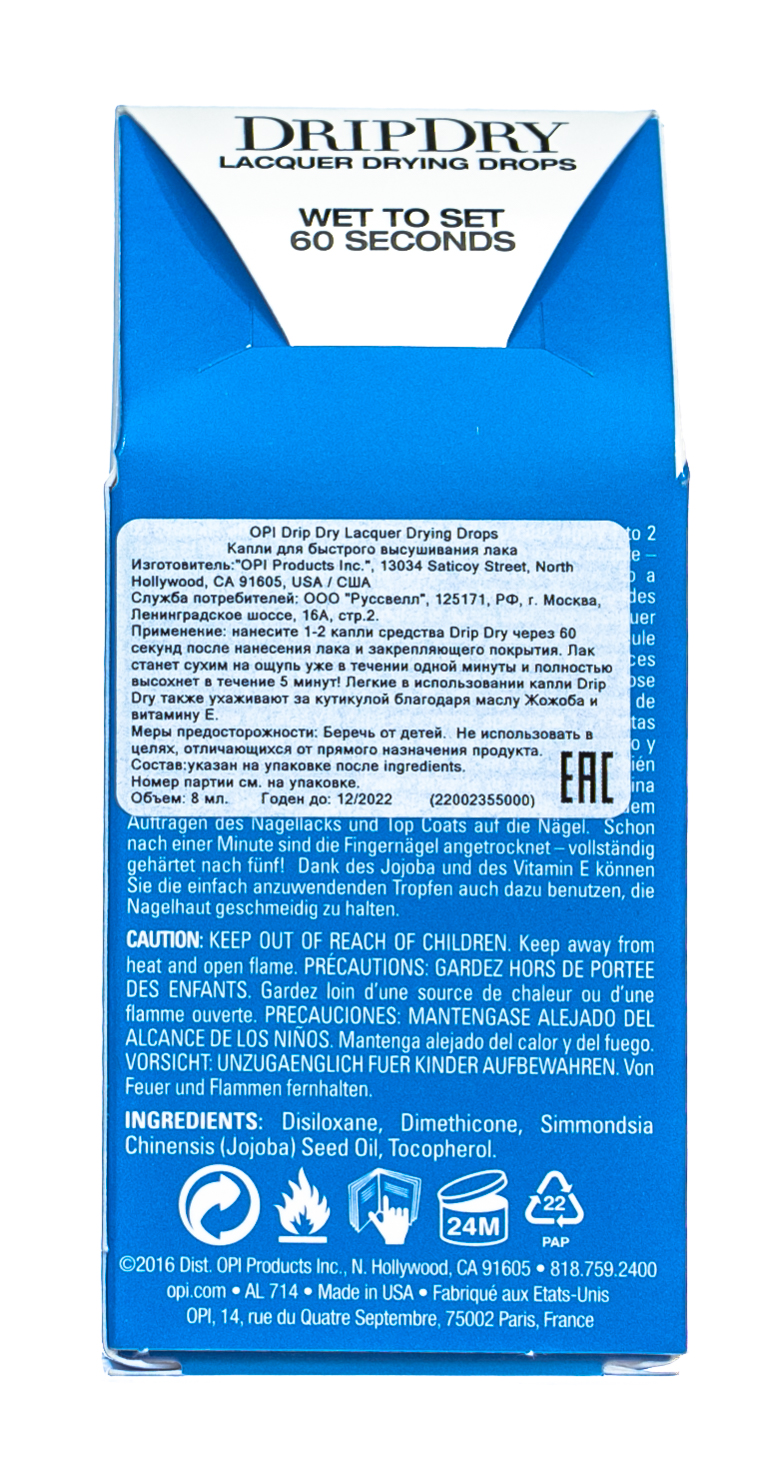 DRIPDRY
LACQUER DRYING DROPS
WET TO SET
60 SECONDS
OPI Drip Dry Lacquer Drying Drops
Капли для быстрого высушивания лака
Изготовитель:"OPI Products Inc.", 13034 Saticoy Street, North
Hollywood, CA 91605, USA / США
Служба потребителей: ООО "Руссвелл", 125171, РФ, г. Москва,
Ленинградское шоссе, 16А, стр.2.
Применение: нанесите 1-2 капли средства Drip Dry через 60
секунд после нанесения лака и закрепляющего покрытия. Лак
станет сухим на ощупь уже в течении одной минуты и полностью
высохнет в течение 5 минут! Легкие в использовании капли Drip
Dry также ухаживают за кутикулой благодаря маслу Жожоба и
витамину Е.
Меры предосторожности: Беречь от детей. Не использовать в
целях, отличающихся от прямого назначения продукта.
Состав:указан на упаковке после ingredients.
Номер партии см. на упаковке.
Объем: 8 мл. Годен до: 12/2022 (22002355000)
EAC
to 2
a
de
y
Auftragen des Nagellacks und Top Coats auf die Nägel. Schon
nach einer Minute sind die Fingernägel angetrocknet – vollständig
gehärtet nach fünf! Dank des Jojoba und des Vitamin E können
Sie die einfach anzuwendenden Tropfen auch dazu benutzen, die
Nagelhaut geschmeidig zu halten.
CAUTION: KEEP OUT OF REACH OF CHILDREN. Keep away from
heat and open flame. PRÉCAUTIONS: GARDEZ HORS DE PORTEE
DES ENFANTS. Gardez loin d'une source de chaleur ou d'une
flamme ouverte. PRECAUCIONES: MANTENGASE ALEJADO DEL
ALCANCE DE LOS NIÑOS. Mantenga alejado del calor y del fuego.
VORSICHT: UNZUGAENGLICH FUER KINDER AUFBEWAHREN. Von
Feuer und Flammen fernhalten.
INGREDIENTS: Disiloxane, Dimethicone, Simmondsia
Chinensis (Jojoba) Seed Oil, Tocopherol.
24M
22
PAP
©2016 Dist. OPI Products Inc., N. Hollywood, CA 91605 • 818.759.2400
opi.com • AL 714 • Made in USA • Fabriqué aux Etats-Unis
OPI, 14, rue du Quatre Septembre, 75002 Paris, France